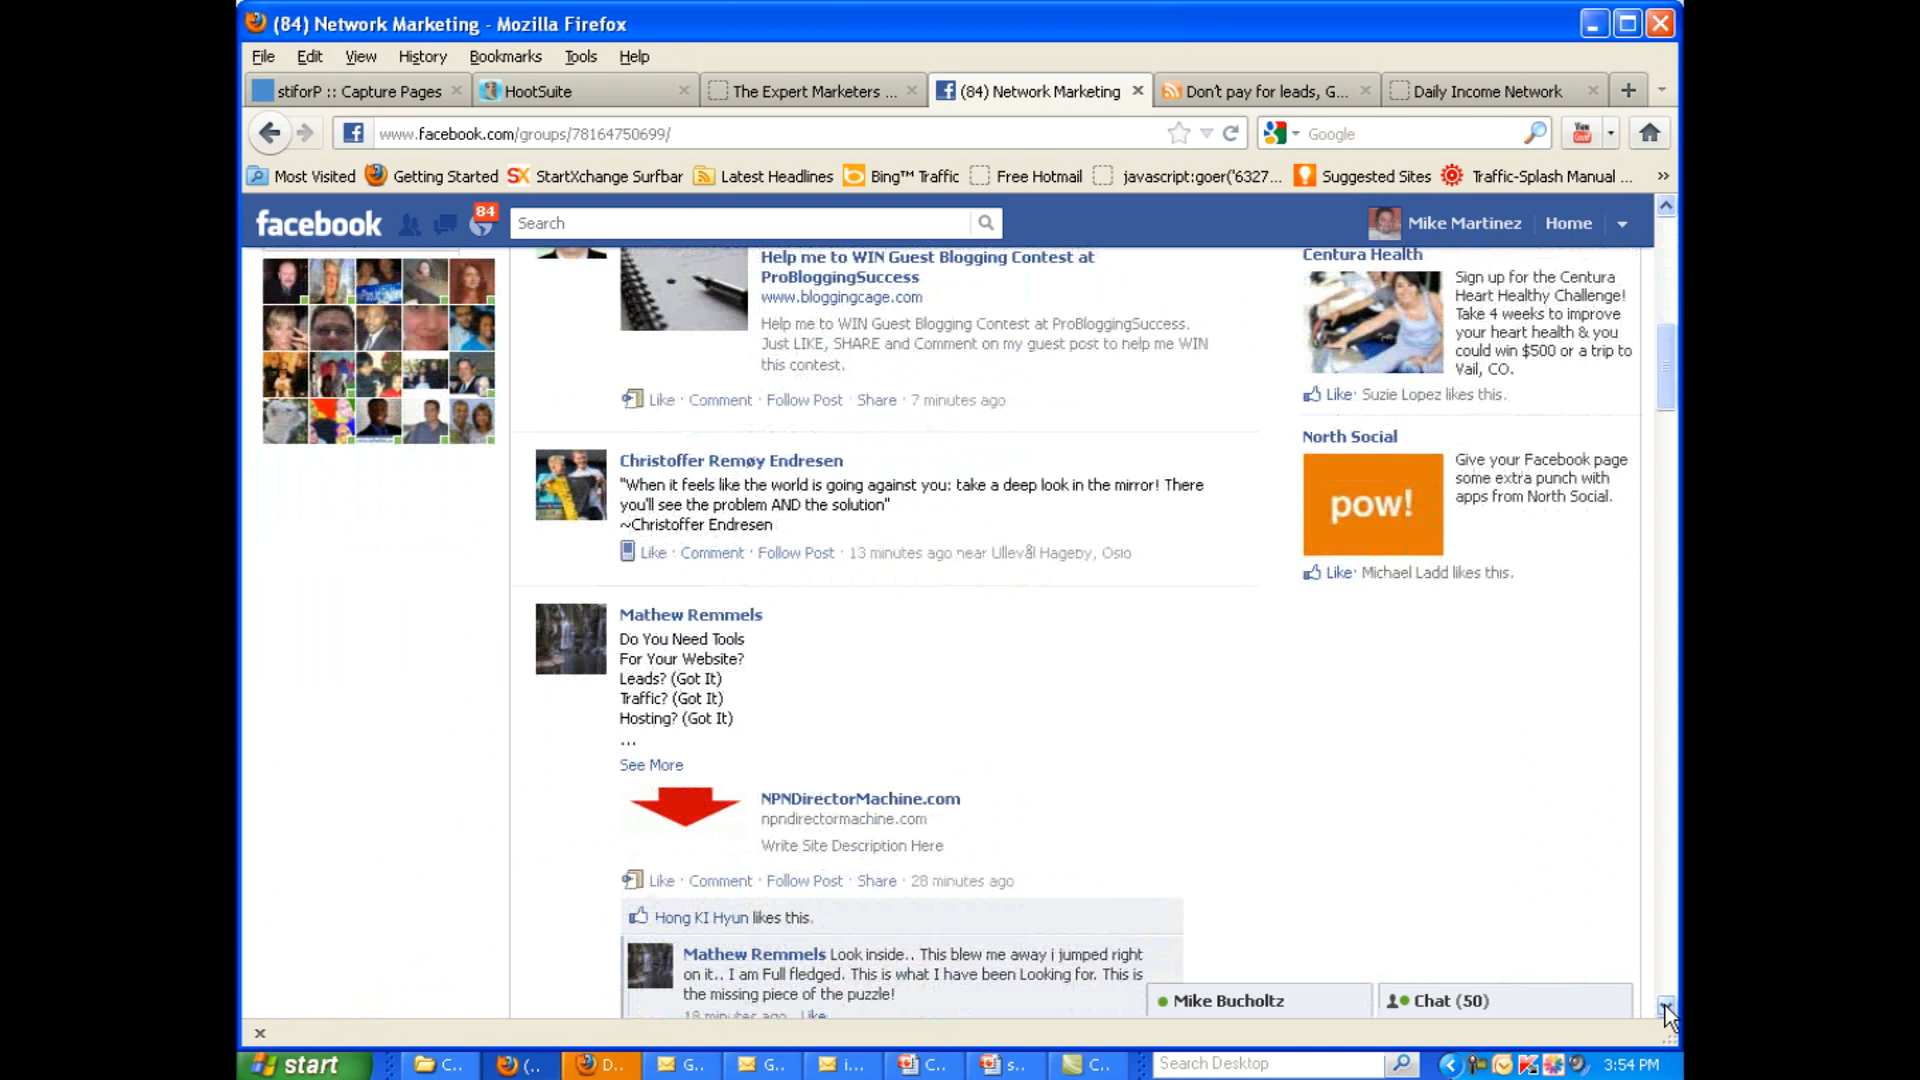 (84) Network Marketing - Mozilla Firefox
File Edit View History Bookmarks Tools Help
stiforP :: Capture Pages
HootSuite
The Expert Marketers ...
(84) Network Marketing
Don't pay for leads, G...
Daily Income Network
www.facebook.com/groups/78164750699/
Google
Most Visited Getting Started StartXchange Surfbar Latest Headlines Bing™ Traffic Free Hotmail javascript:goer('6327... Suggested Sites Traffic-Splash Manual ... »
facebook
84
Search
Mike Martinez Home
Help me to WIN Guest Blogging Contest at
ProBloggingSuccess
www.bloggingcage.com
Help me to WIN Guest Blogging Contest at ProBloggingSuccess.
Just LIKE, SHARE and Comment on my guest post to help me WIN
this contest.
Like · Comment · Follow Post · Share · 7 minutes ago
Christoffer Remøy Endresen
"When it feels like the world is going against you: take a deep look in the mirror! There
you'll see the problem AND the solution"
~Christoffer Endresen
Like · Comment · Follow Post · 13 minutes ago near Ullevål Hageby, Oslo
Mathew Remmels
Do You Need Tools
For Your Website?
Leads? (Got It)
Traffic? (Got It)
Hosting? (Got It)
...
See More
NPNDirectorMachine.com
npndirectormachine.com
Write Site Description Here
Like · Comment · Follow Post · Share · 28 minutes ago
Hong KI Hyun likes this.
Mathew Remmels Look inside.. This blew me away i jumped right
on it.. I am Full fledged. This is what I have been Looking for. This is
the missing piece of the puzzle!
18 minutes ago · Like
Centura Health
Sign up for the Centura
Heart Healthy Challenge!
Take 4 weeks to improve
your heart health & you
could win $500 or a trip to
Vail, CO.
Like · Suzie Lopez likes this.
North Social
pow!
Give your Facebook page
some extra punch with
apps from North Social.
Like · Michael Ladd likes this.
Mike Bucholtz
Chat (50)
start
C...
(..
D..
G..
G..
i...
C...
s..
C...
Search Desktop
3:54 PM